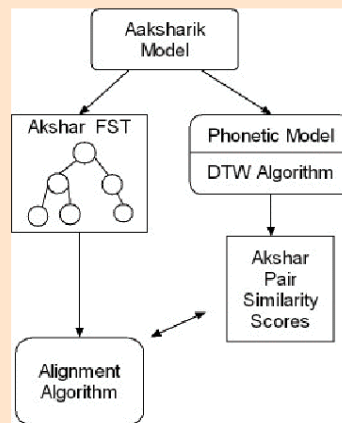 Aaksharik
Model
Akshar FST
Phonetic Model
DTW Algorithm
Akshar
Pair
Similarity
Scores
Alignment
Algorithm